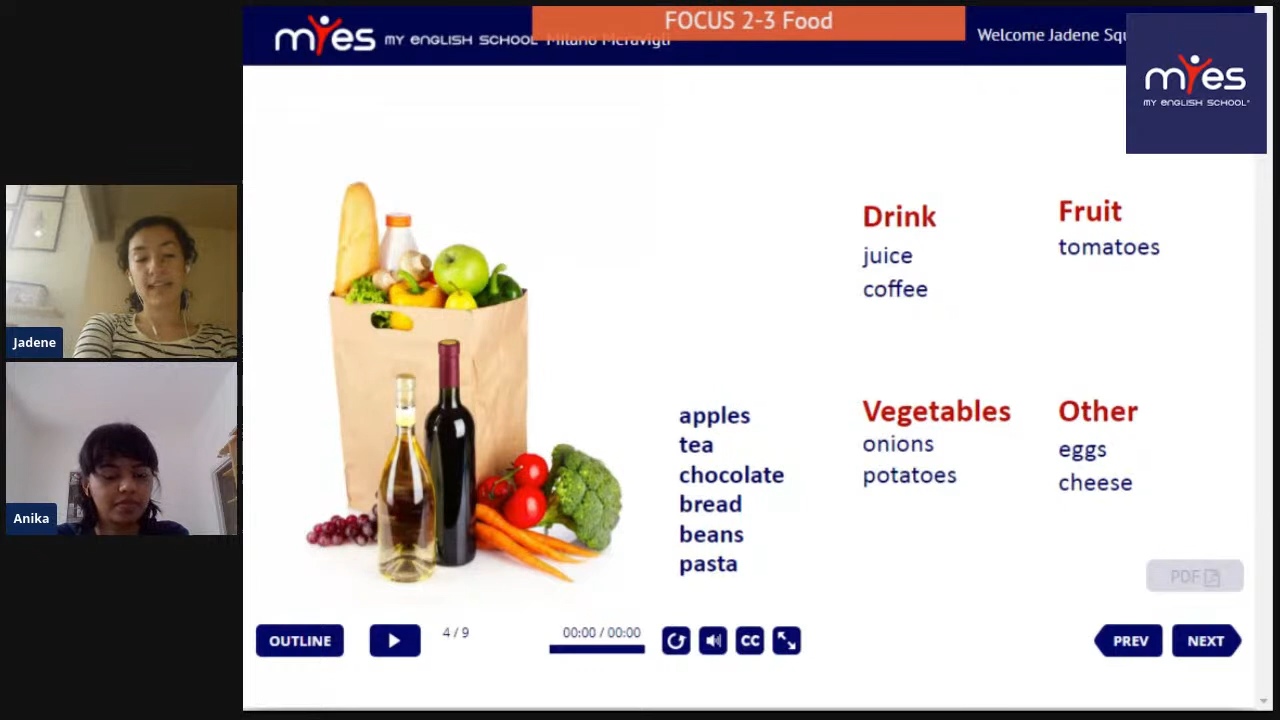 FOCUS 2-3 Food
myes MY ENGLISH SCHOOL Milano Meravigli
Welcome Jadene Squ
myes
MY ENGLISH SCHOOL
Jadene
Anika
Drink
juice
coffee
Fruit
tomatoes
apples
tea
chocolate
bread
beans
pasta
Vegetables
onions
potatoes
Other
eggs
cheese
PDF
OUTLINE
4 / 9
00:00 / 00:00
CC
PREV
NEXT